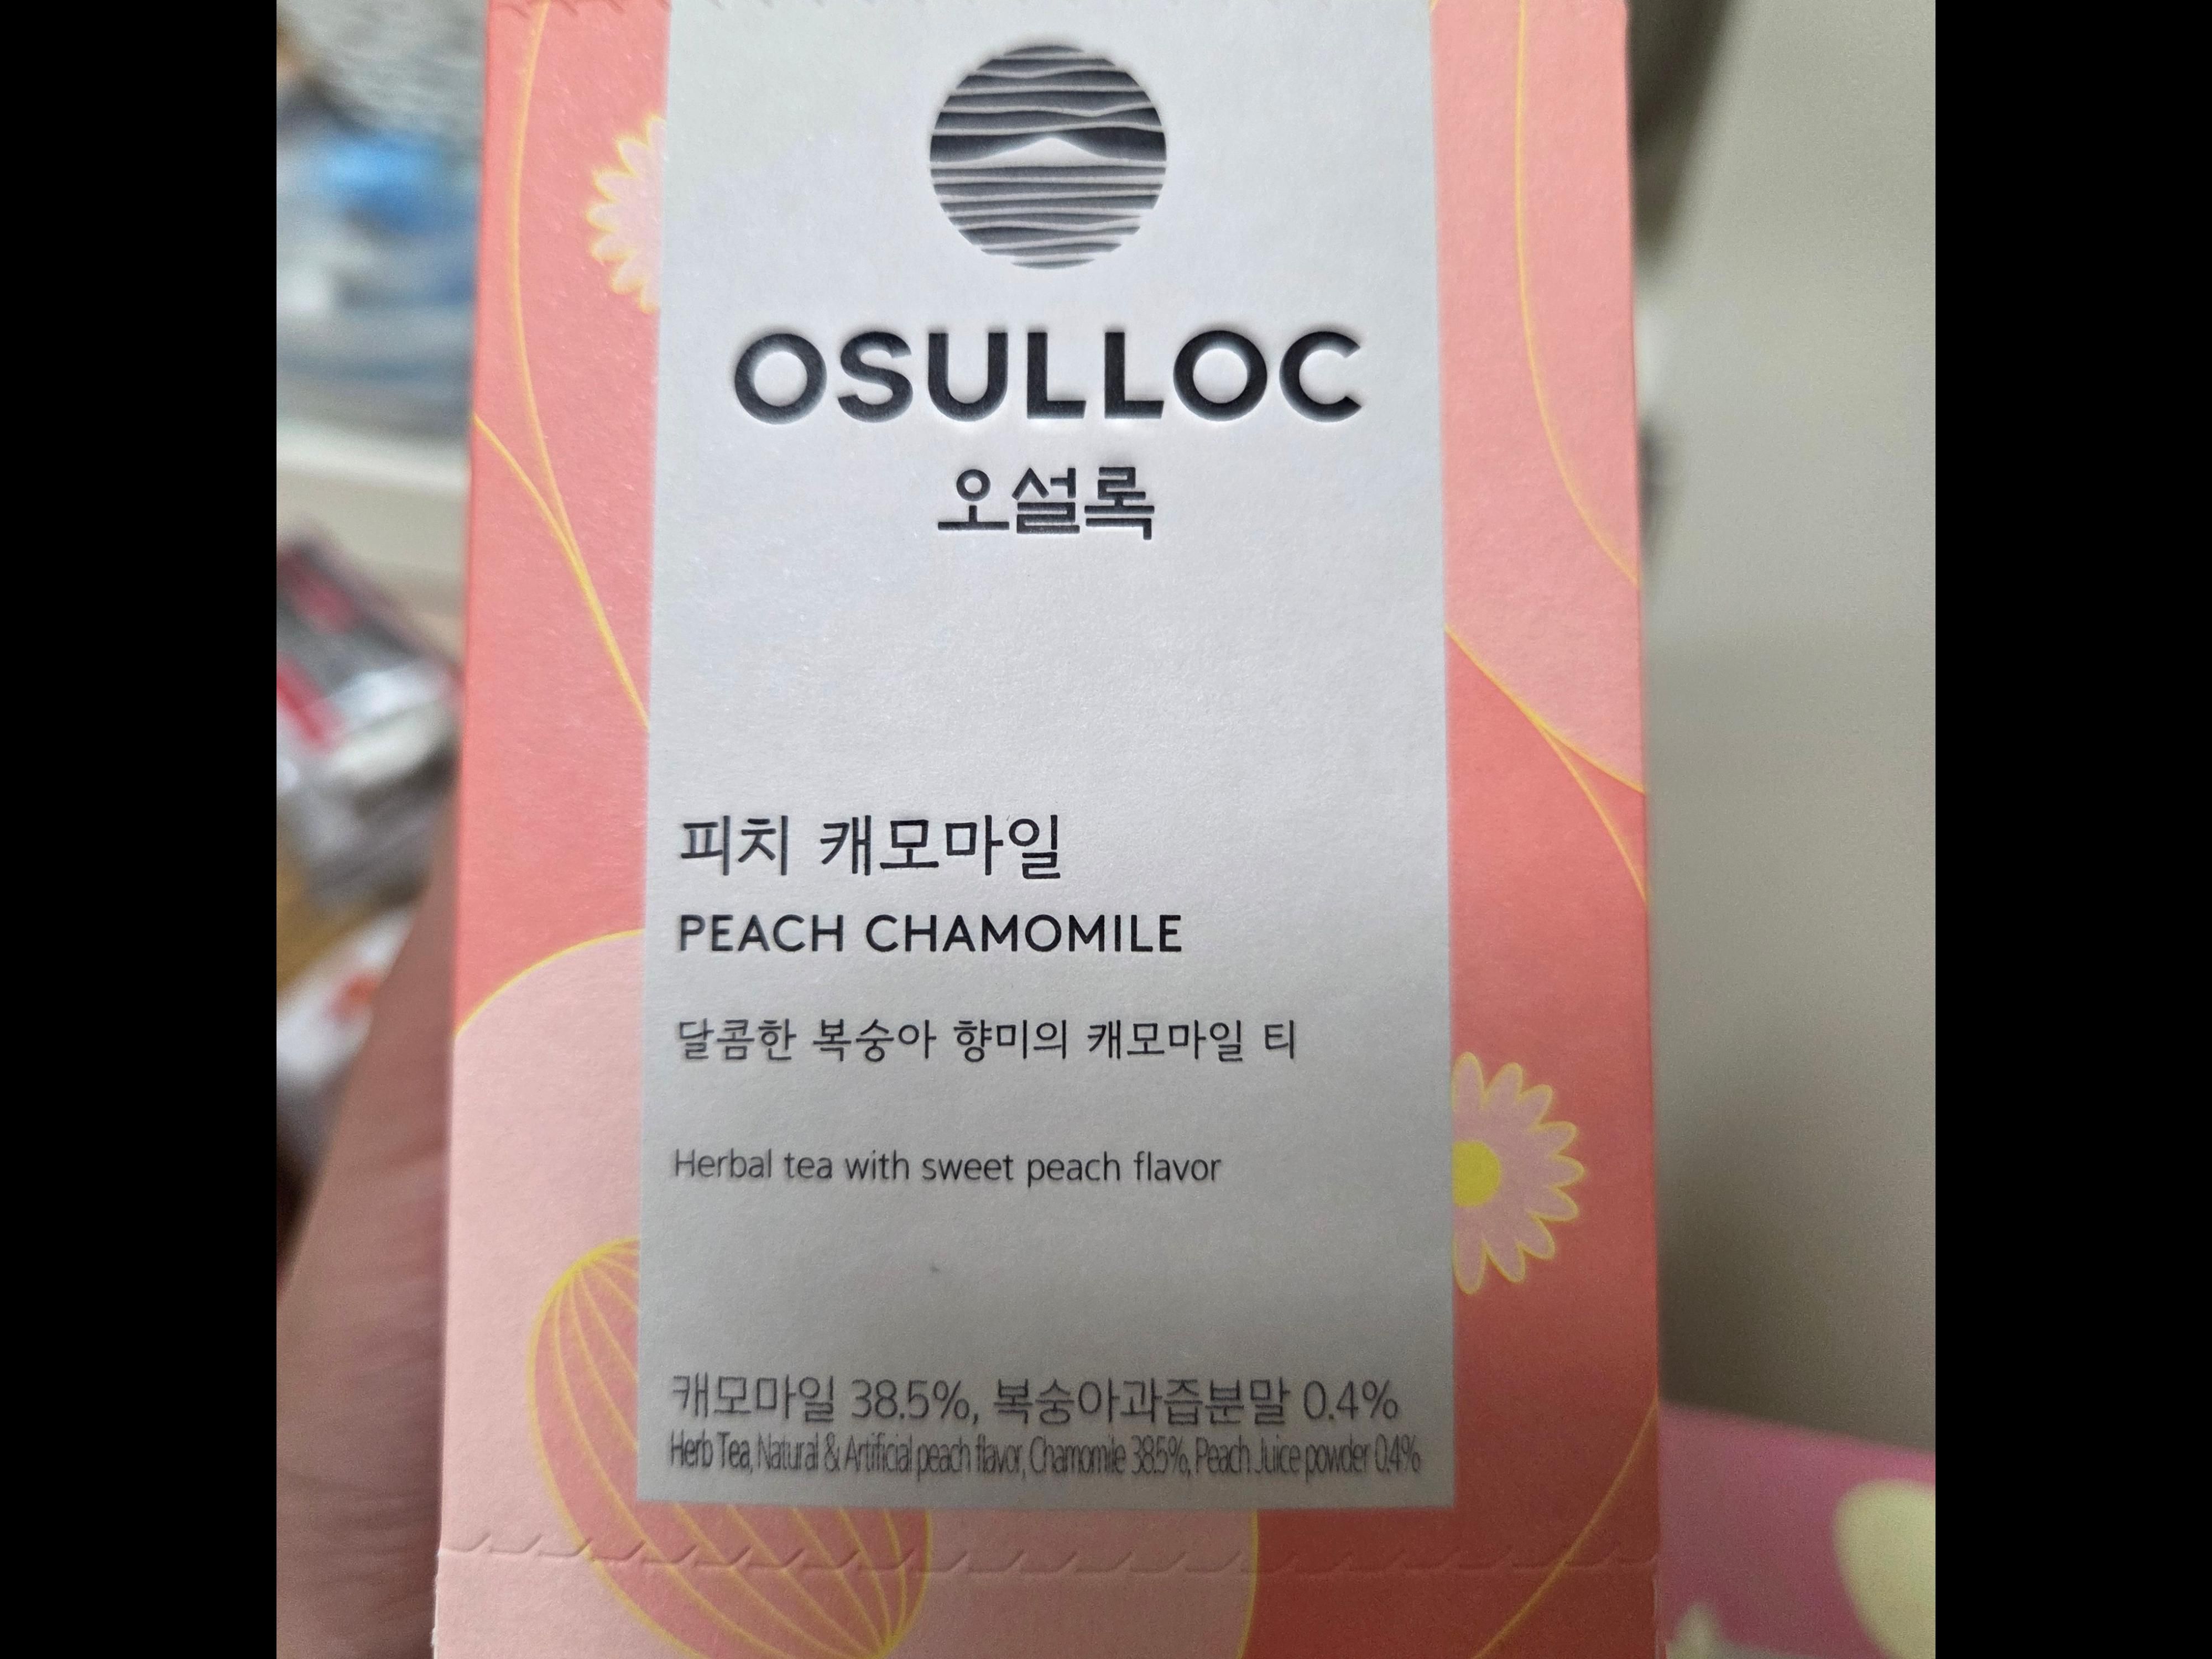 OSULLOC
오설록
피치 캐모마일
PEACH CHAMOMILE
달콤한 복숭아 향미의 캐모마일 티
Herbal tea with sweet peach flavor
캐모마일 38.5%, 복숭아과즙분말 0.4%
Herb Tea, Natural & Artificial peach flavor, Chamomile 38.5%, Peach Juice powder 0.4%